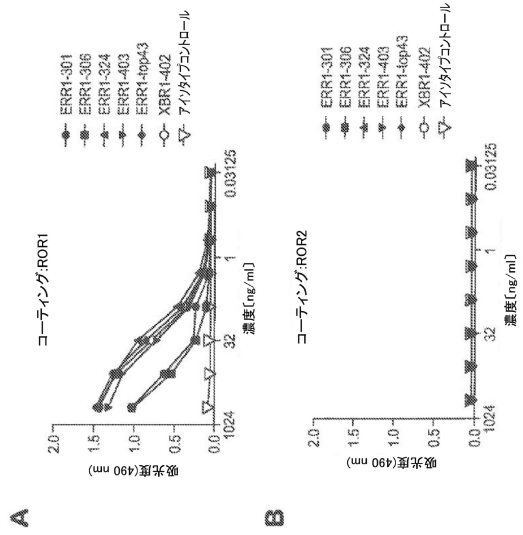 A
コーティング:ROR1
2.0
1.5
1.0
0.5
0.0
吸光度(490 nm)
1024
32
1
0.03125
濃度[ng/ml]
ERR1-301
ERR1-306
ERR1-324
ERR1-403
ERR1-top43
XBR1-402
アイソタイプコントロール
B
コーティング:ROR2
2.0
1.5
1.0
0.5
0.0
吸光度(490 nm)
1024
32
1
0.03125
濃度[ng/ml]
ERR1-301
ERR1-306
ERR1-324
ERR1-403
ERR1-top43
XBR1-402
アイソタイプコントロール